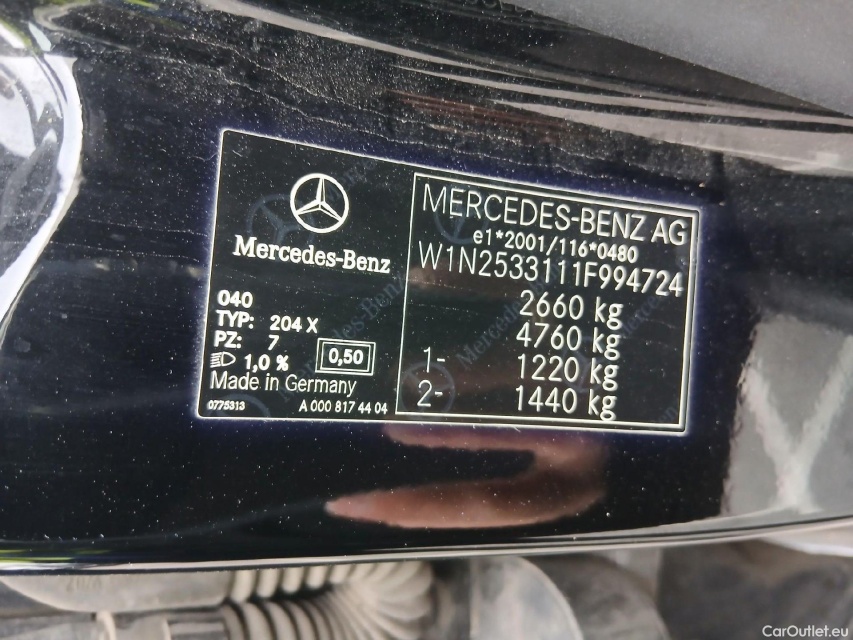 Mercedes-Benz
040
TYP: 204 X
PZ: 7
1,0 % 0,50
Made in Germany
0775313 A 000 817 44 04
MERCEDES-BENZ AG
e1*2001/116*0480
W1N2533111F994724
2660 kg
4760 kg
1- 1220 kg
2- 1440 kg
CarOutlet.eu